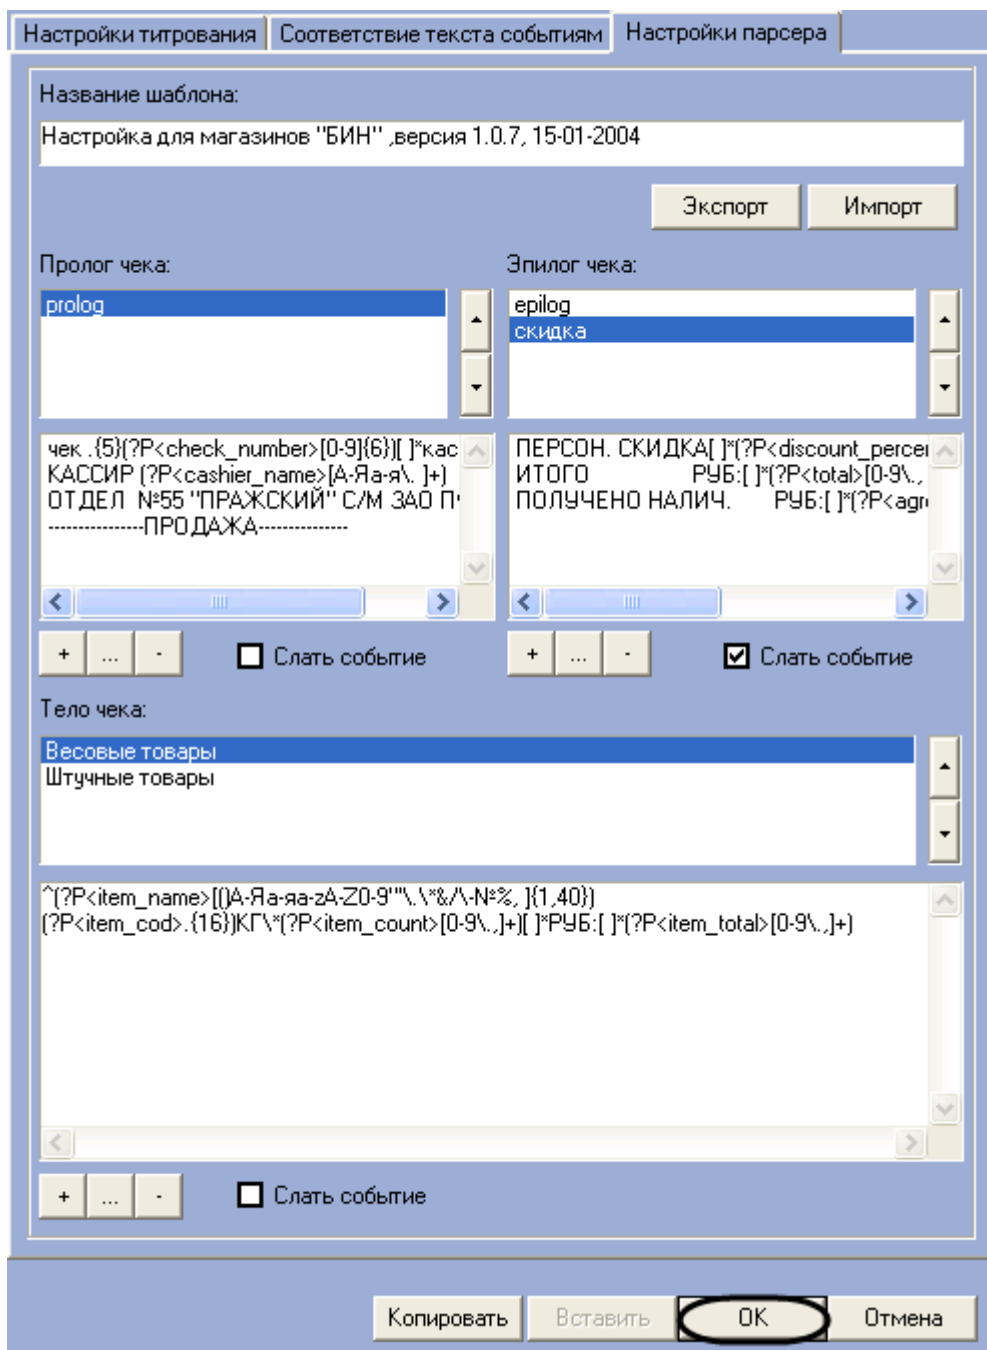 Настройки титрования Соответствие текста событиям Настройки парсера
Название шаблона:
Настройка для магазинов "БИН" ,версия 1.0.7, 15-01-2004
Экспорт Импорт
Пролог чека: Эпилог чека:
prolog
epilog
скидка
чек .{5}(?P<check_number>[0-9]{6})[ ]*кас
КАССИР (?P<cashier_name>[А-Яа-я\. ]+)
ОТДЕЛ №55 "ПРАЖСКИЙ" С/М ЗАО П
---------------ПРОДАЖА--------------
ПЕРСОН. СКИДКА[ ]*(?P<discount_perce
ИТОГО РУБ:[ ]*(?P<total>[0-9\.,
ПОЛУЧЕНО НАЛИЧ. РУБ:[ ]*(?P<agr
+ ... - Слать событие + ... - Слать событие
Тело чека:
Весовые товары
Штучные товары
^(?P<item_name>[()А-Яа-яa-zA-Z0-9'"\.\*&/\-№%, ]{1,40})
(?P<item_cod>.{16})КГ\*(?P<item_count>[0-9\.,]+)[ ]*РУБ:[ ]*(?P<item_total>[0-9\.,]+)
+ ... - Слать событие
Копировать Вставить OK Отмена